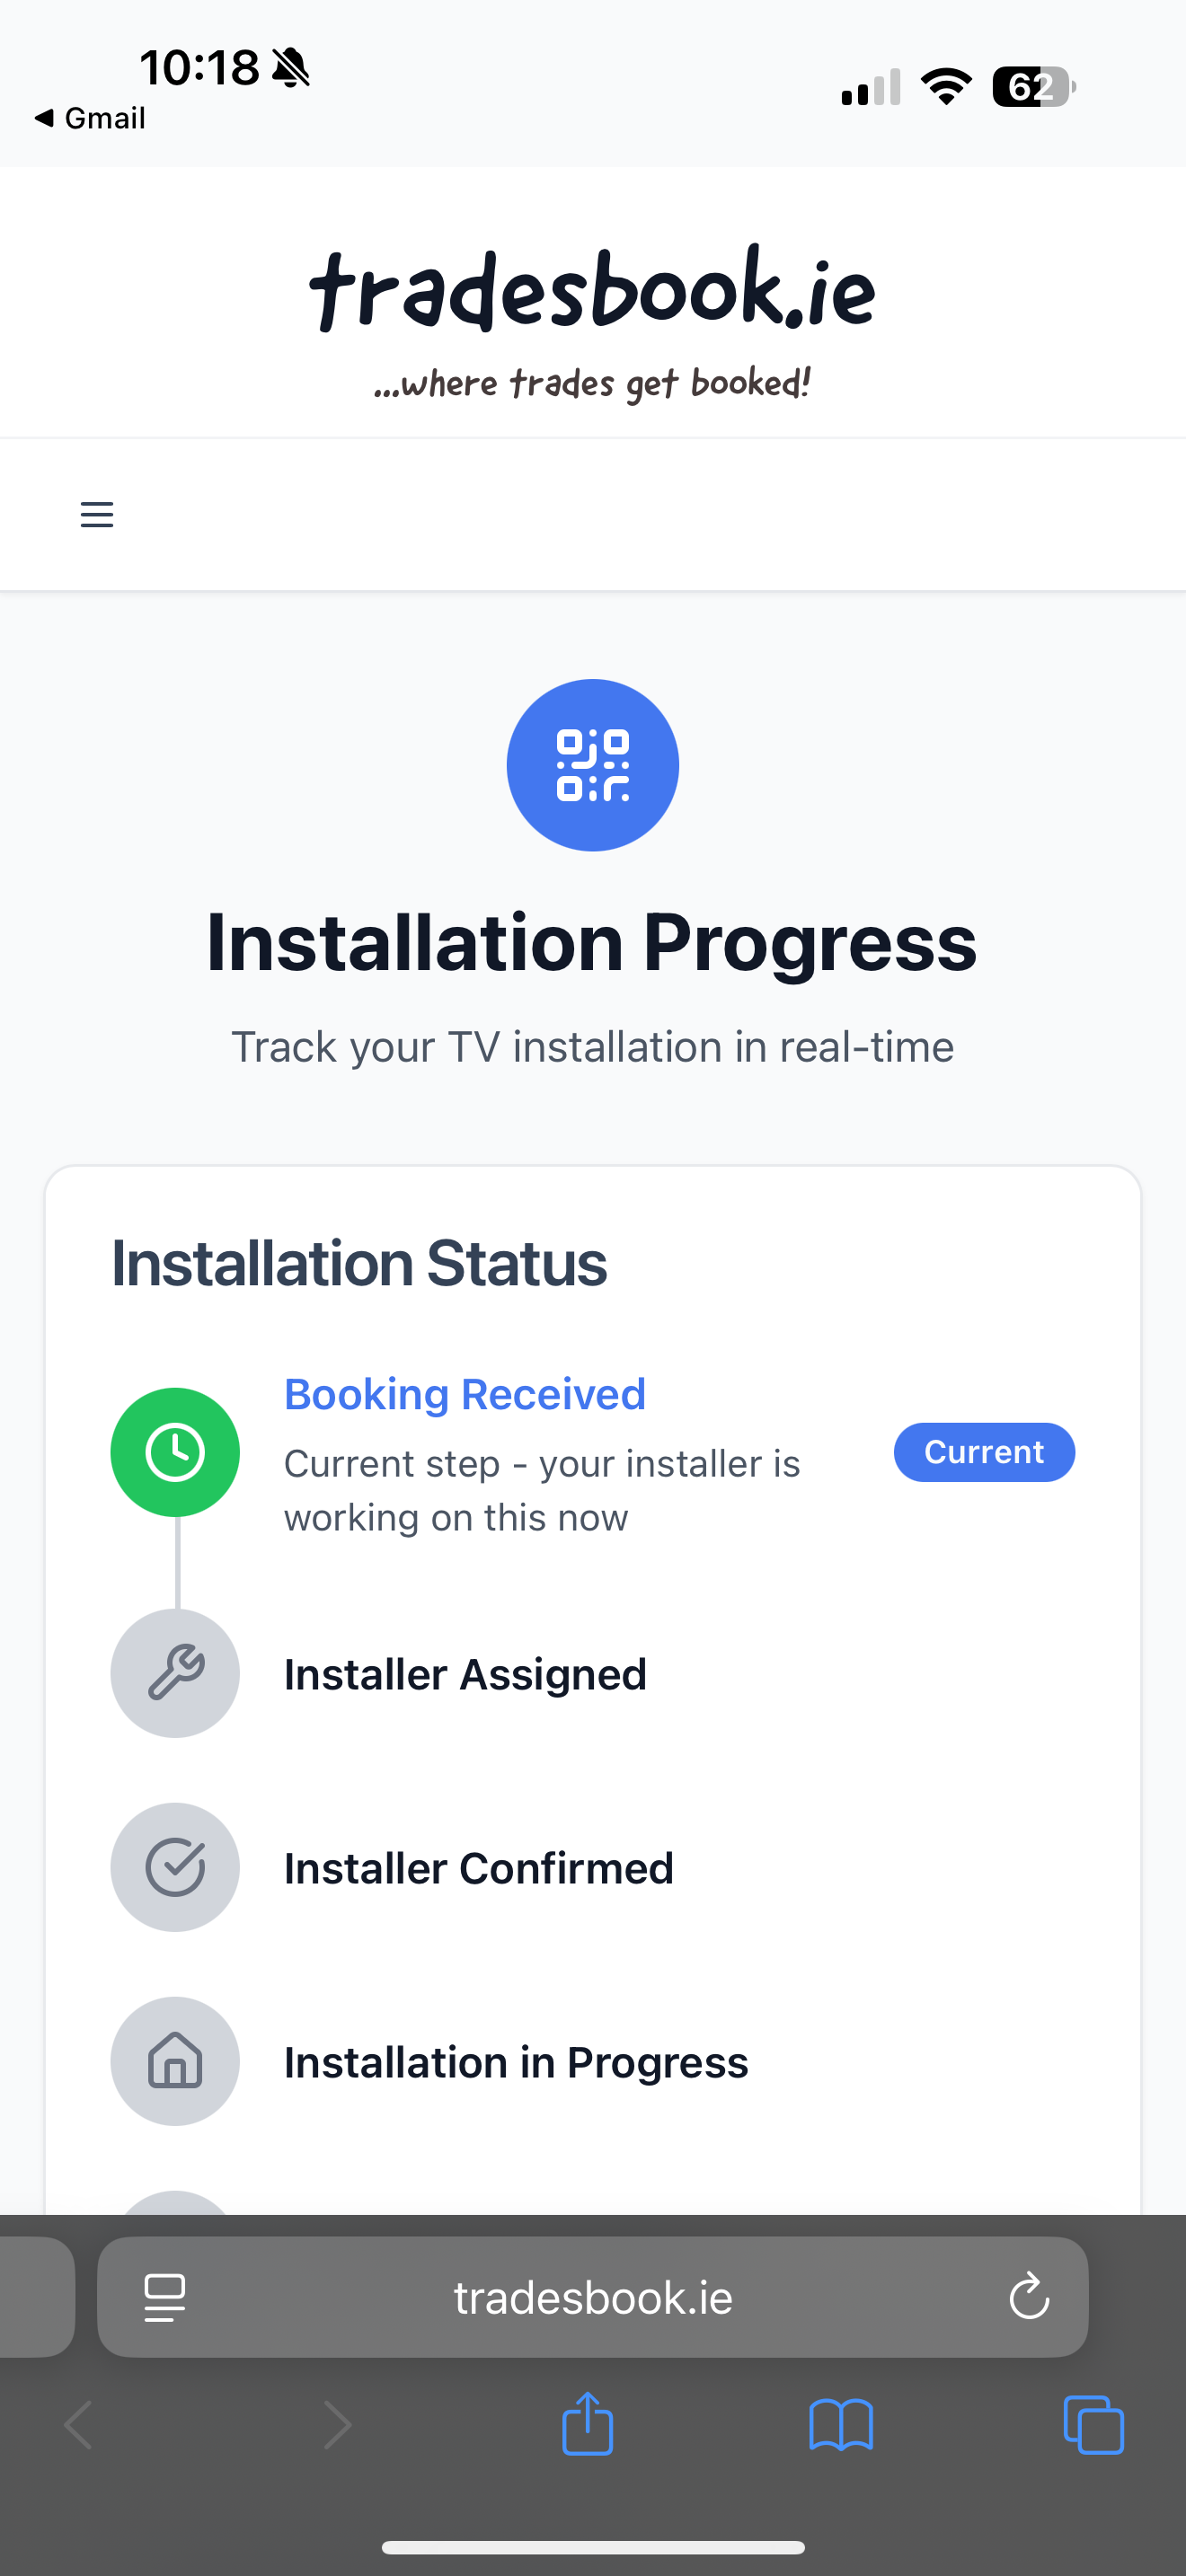 10:18
◀ Gmail
62
tradesbook.ie
...where trades get booked!
Installation Progress
Track your TV installation in real-time
Installation Status
Booking Received
Current step - your installer is
working on this now
Current
Installer Assigned
Installer Confirmed
Installation in Progress
tradesbook.ie